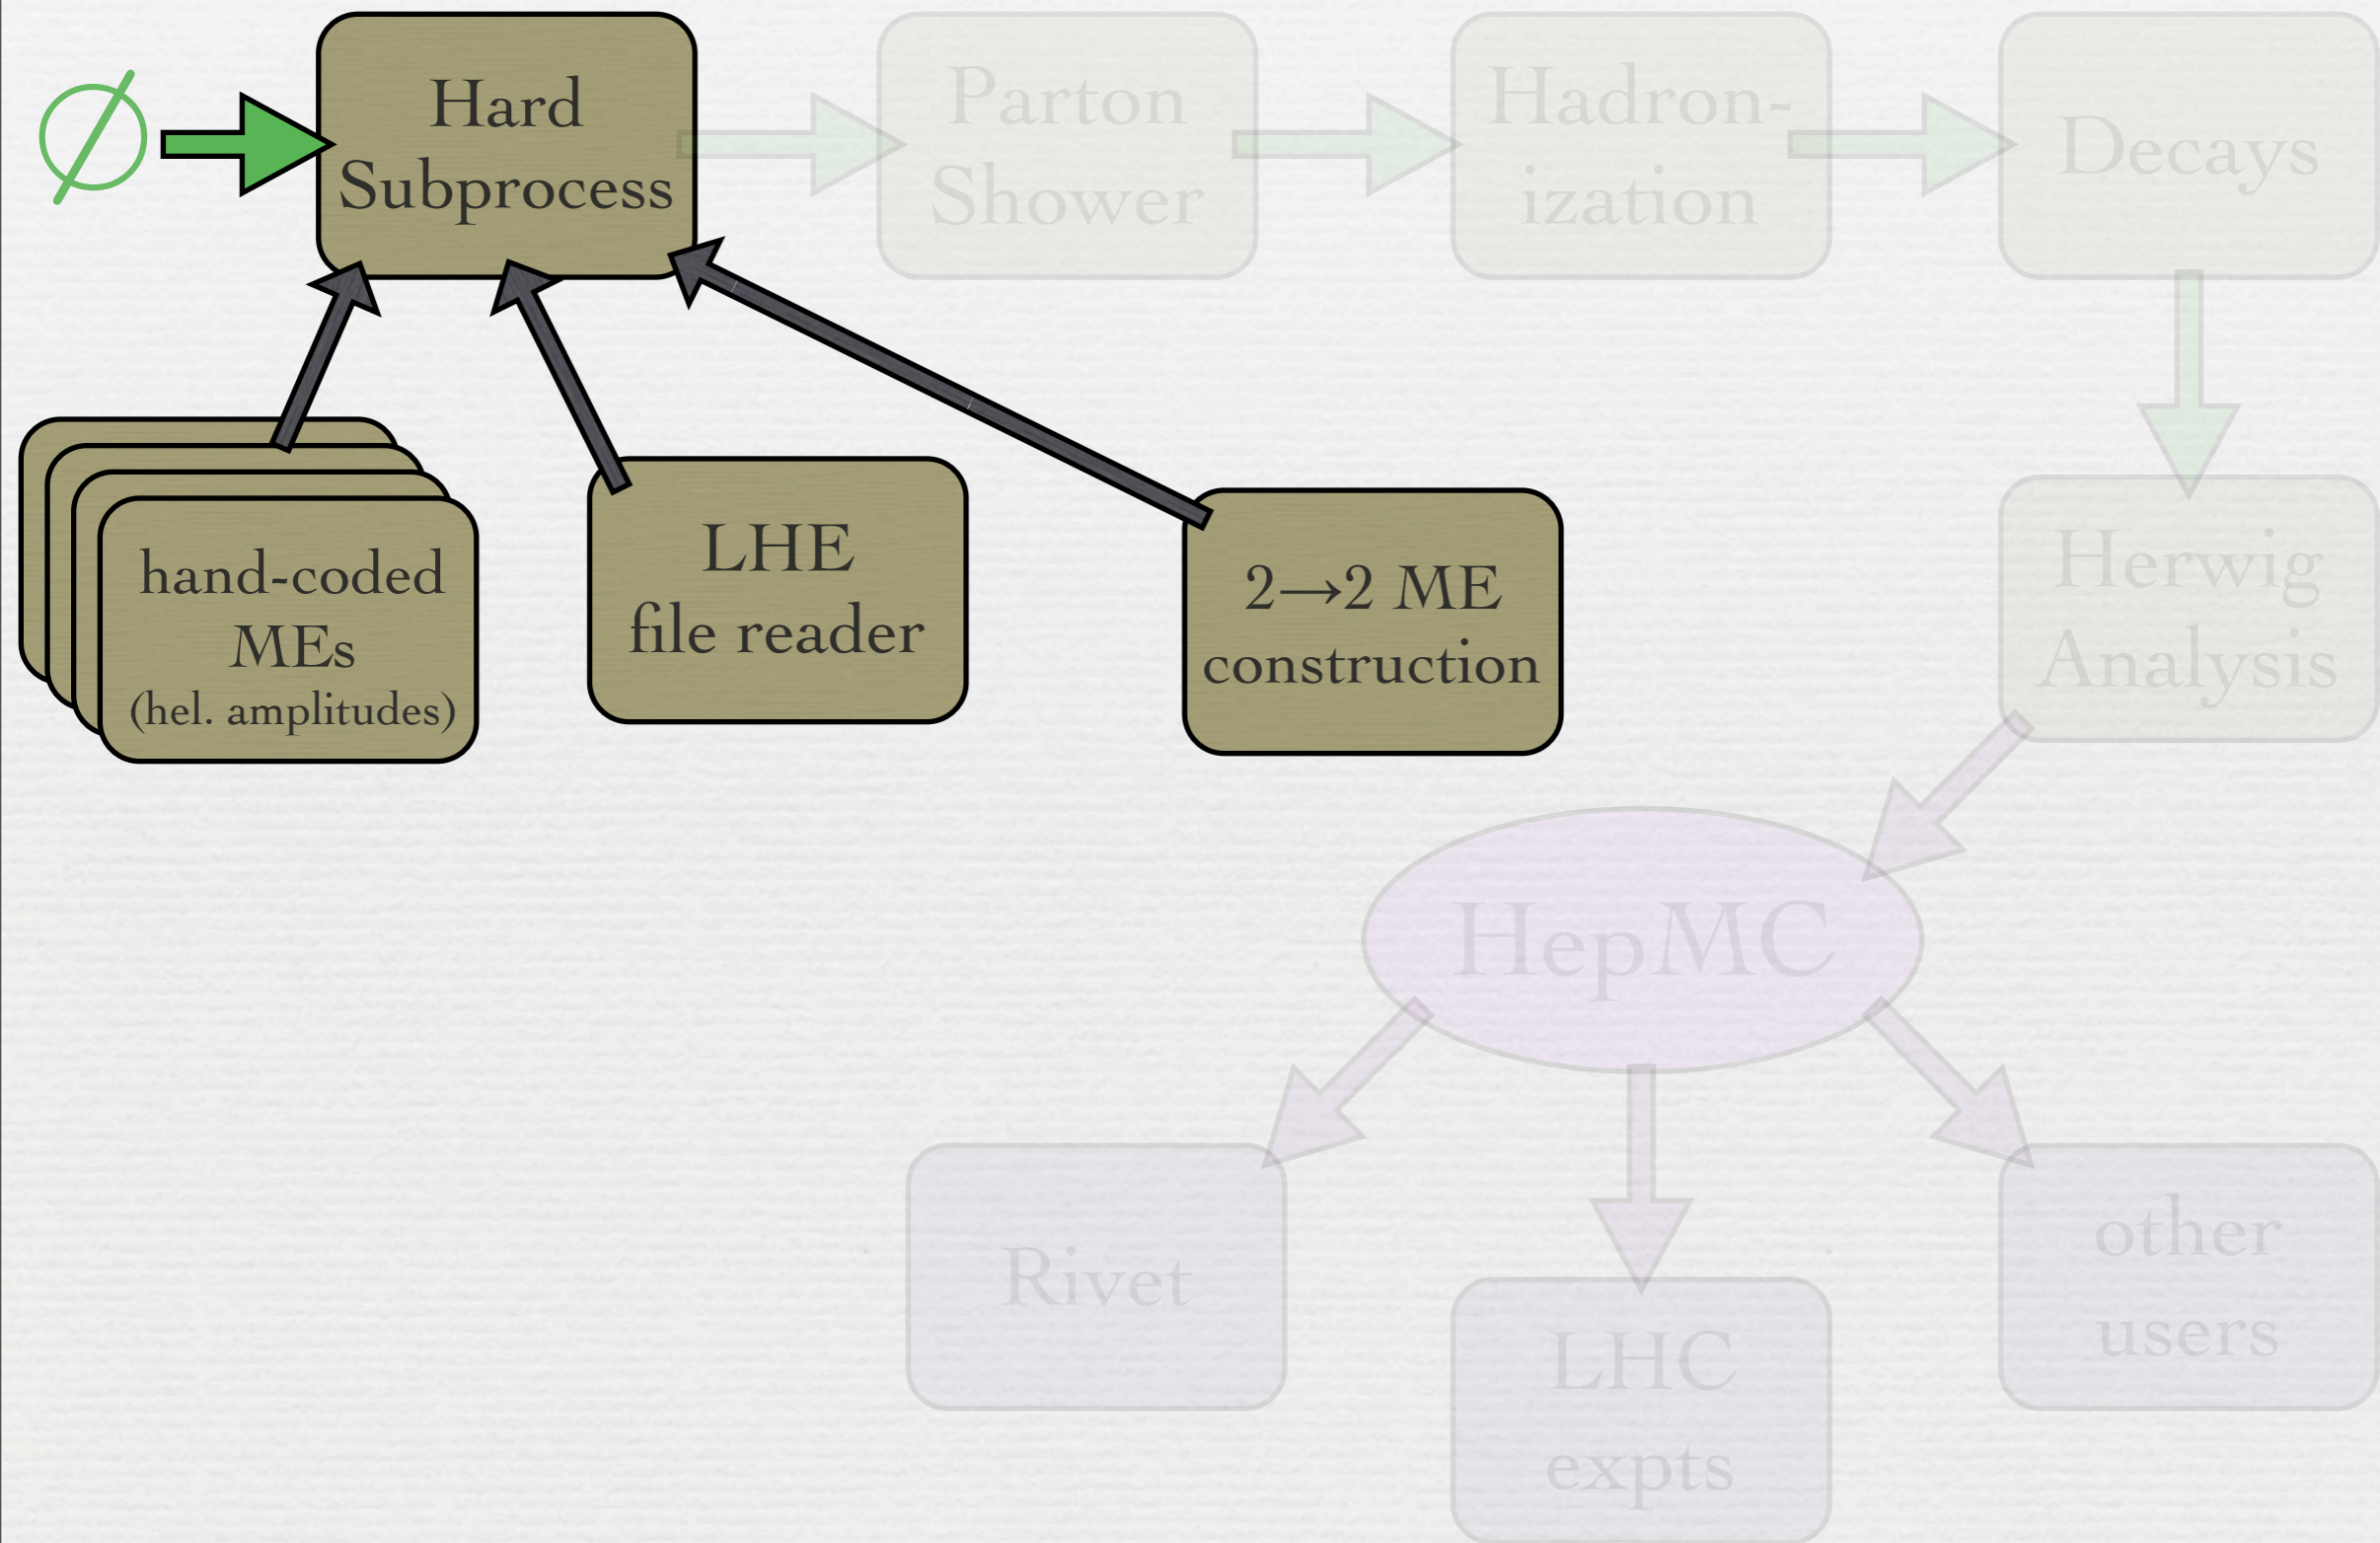 ∅
Hard
Subprocess
Parton
Shower
Hadron-
ization
Decays
hand-coded
MEs
(hel. amplitudes)
LHE
file reader
2→2 ME
construction
Herwig
Analysis
HepMC
Rivet
LHC
expts
other
users